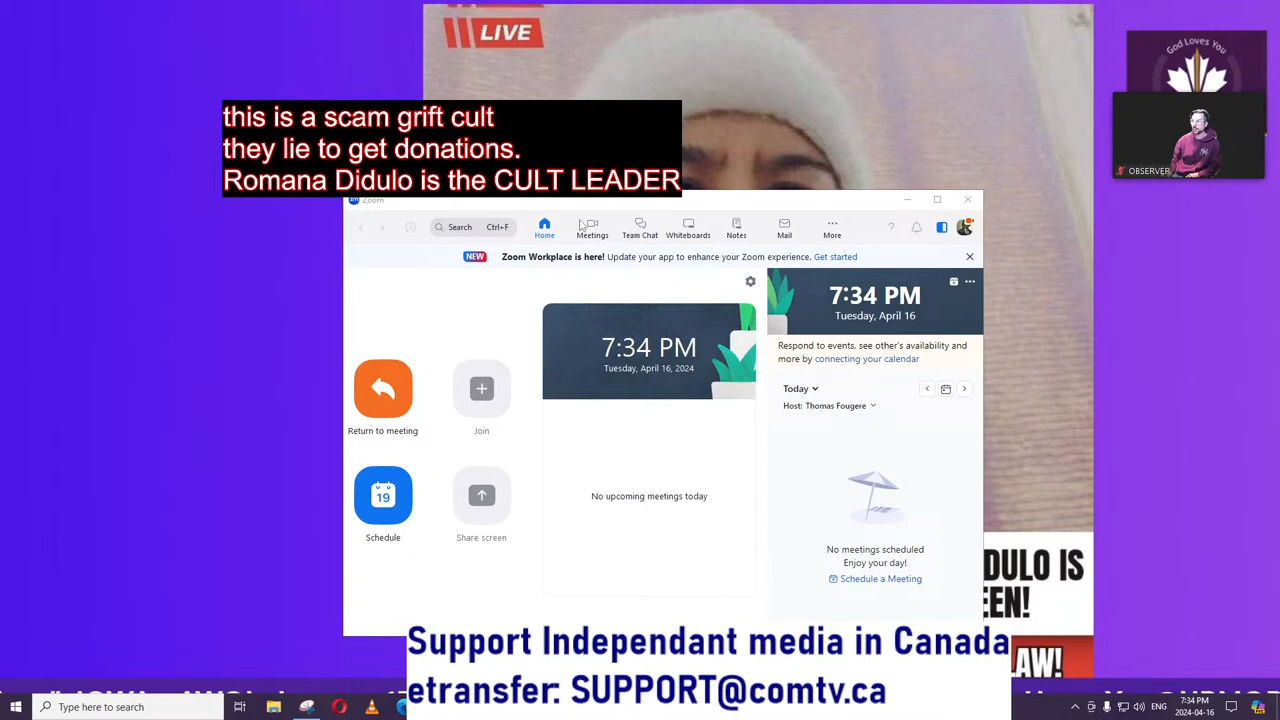 LIVE
God Loves You
this is a scam grift cult
they lie to get donations.
Romana Didulo is the CULT LEADER
OBSERVER
Zoom
Search Ctrl+F
Home
Meetings
Team Chat
Whiteboards
Notes
Mail
More
NEW Zoom Workplace is here! Update your app to enhance your Zoom experience. Get started
7:34 PM
Tuesday, April 16, 2024
No upcoming meetings today
Return to meeting
Join
19
Schedule
Share screen
7:34 PM
Tuesday, April 16
Respond to events, see other's availability and
more by connecting your calendar
Today
Host: Thomas Fougere
No meetings scheduled
Enjoy your day!
Schedule a Meeting
DULO IS
EEN!
AW!
Support Independant media in Canada
etransfer: SUPPORT@comtv.ca
Type here to search
ENG
7:34 PM
2024-04-16